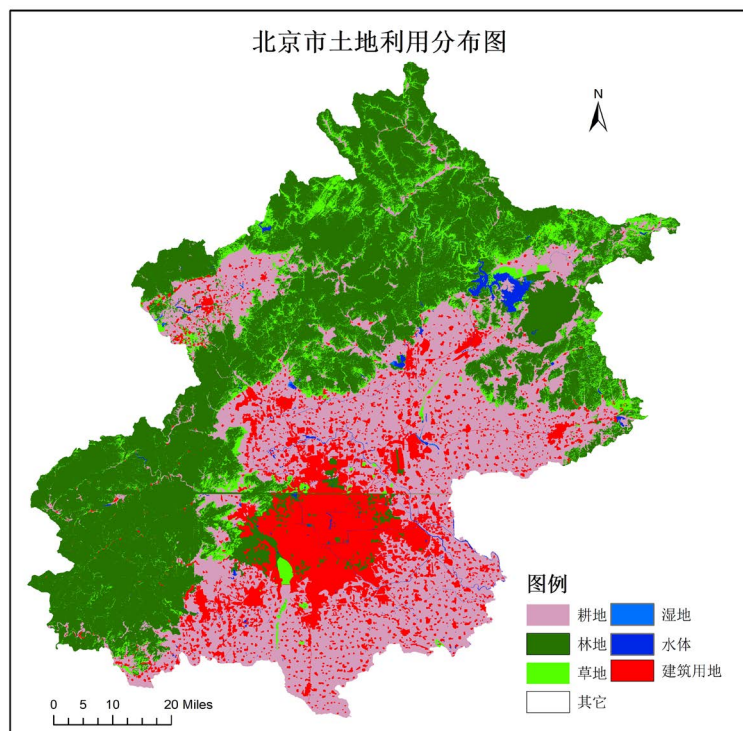 北京市土地利用分布图
N
图例
耕地 湿地
林地 水体
草地 建筑用地
其它
0 5 10 20 Miles